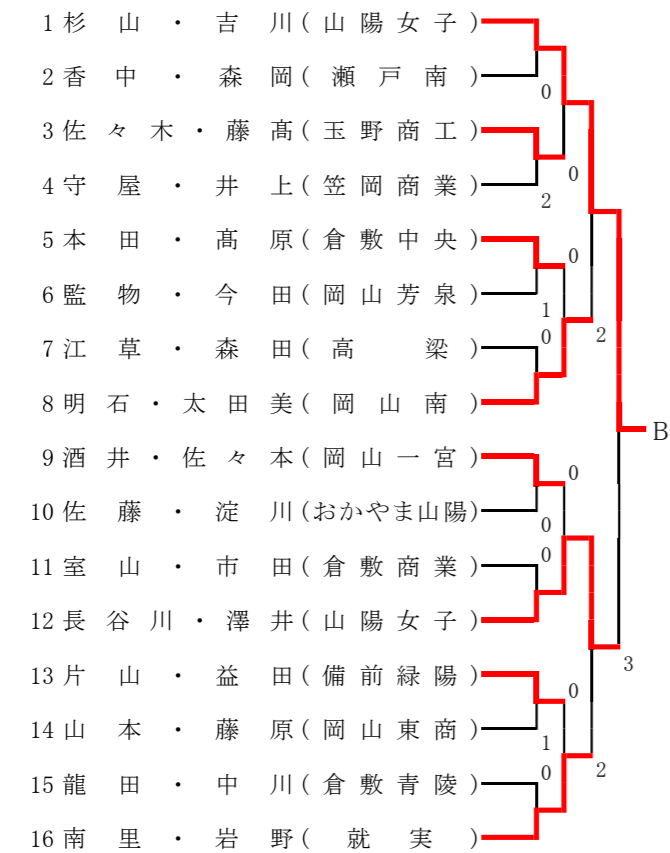 1 杉山・吉川(山陽女子)
2 香中・森岡(瀬戸南)
0
3 佐々木・藤髙(玉野商工)
0
4 守屋・井上(笠岡商業)
2
5 本田・髙原(倉敷中央)
0
6 監物・今田(岡山芳泉)
1
7 江草・森田(高梁)
0
2
8 明石・太田美(岡山南)
B
9 酒井・佐々本(岡山一宮)
0
10 佐藤・淀川(おかやま山陽)
0
11 室山・市田(倉敷商業)
0
12 長谷川・澤井(山陽女子)
3
13 片山・益田(備前緑陽)
0
14 山本・藤原(岡山東商)
1
15 龍田・中川(倉敷青陵)
0
2
16 南里・岩野(就実)